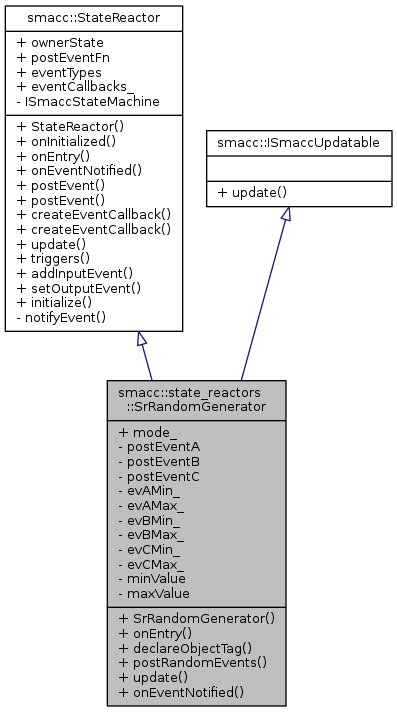 smacc::StateReactor
+ ownerState
+ postEventFn
+ eventTypes
+ eventCallbacks_
- ISmaccStateMachine
+ StateReactor()
+ onInitialized()
+ onEntry()
+ onEventNotified()
+ postEvent()
+ postEvent()
+ createEventCallback()
+ createEventCallback()
+ update()
+ triggers()
+ addInputEvent()
+ setOutputEvent()
+ initialize()
- notifyEvent()
smacc::ISmaccUpdatable
+ update()
smacc::state_reactors
::SrRandomGenerator
+ mode_
- postEventA
- postEventB
- postEventC
- evAMin_
- evAMax_
- evBMin_
- evBMax_
- evCMin_
- evCMax_
- minValue
- maxValue
+ SrRandomGenerator()
+ onEntry()
+ declareObjectTag()
+ postRandomEvents()
+ update()
+ onEventNotified()